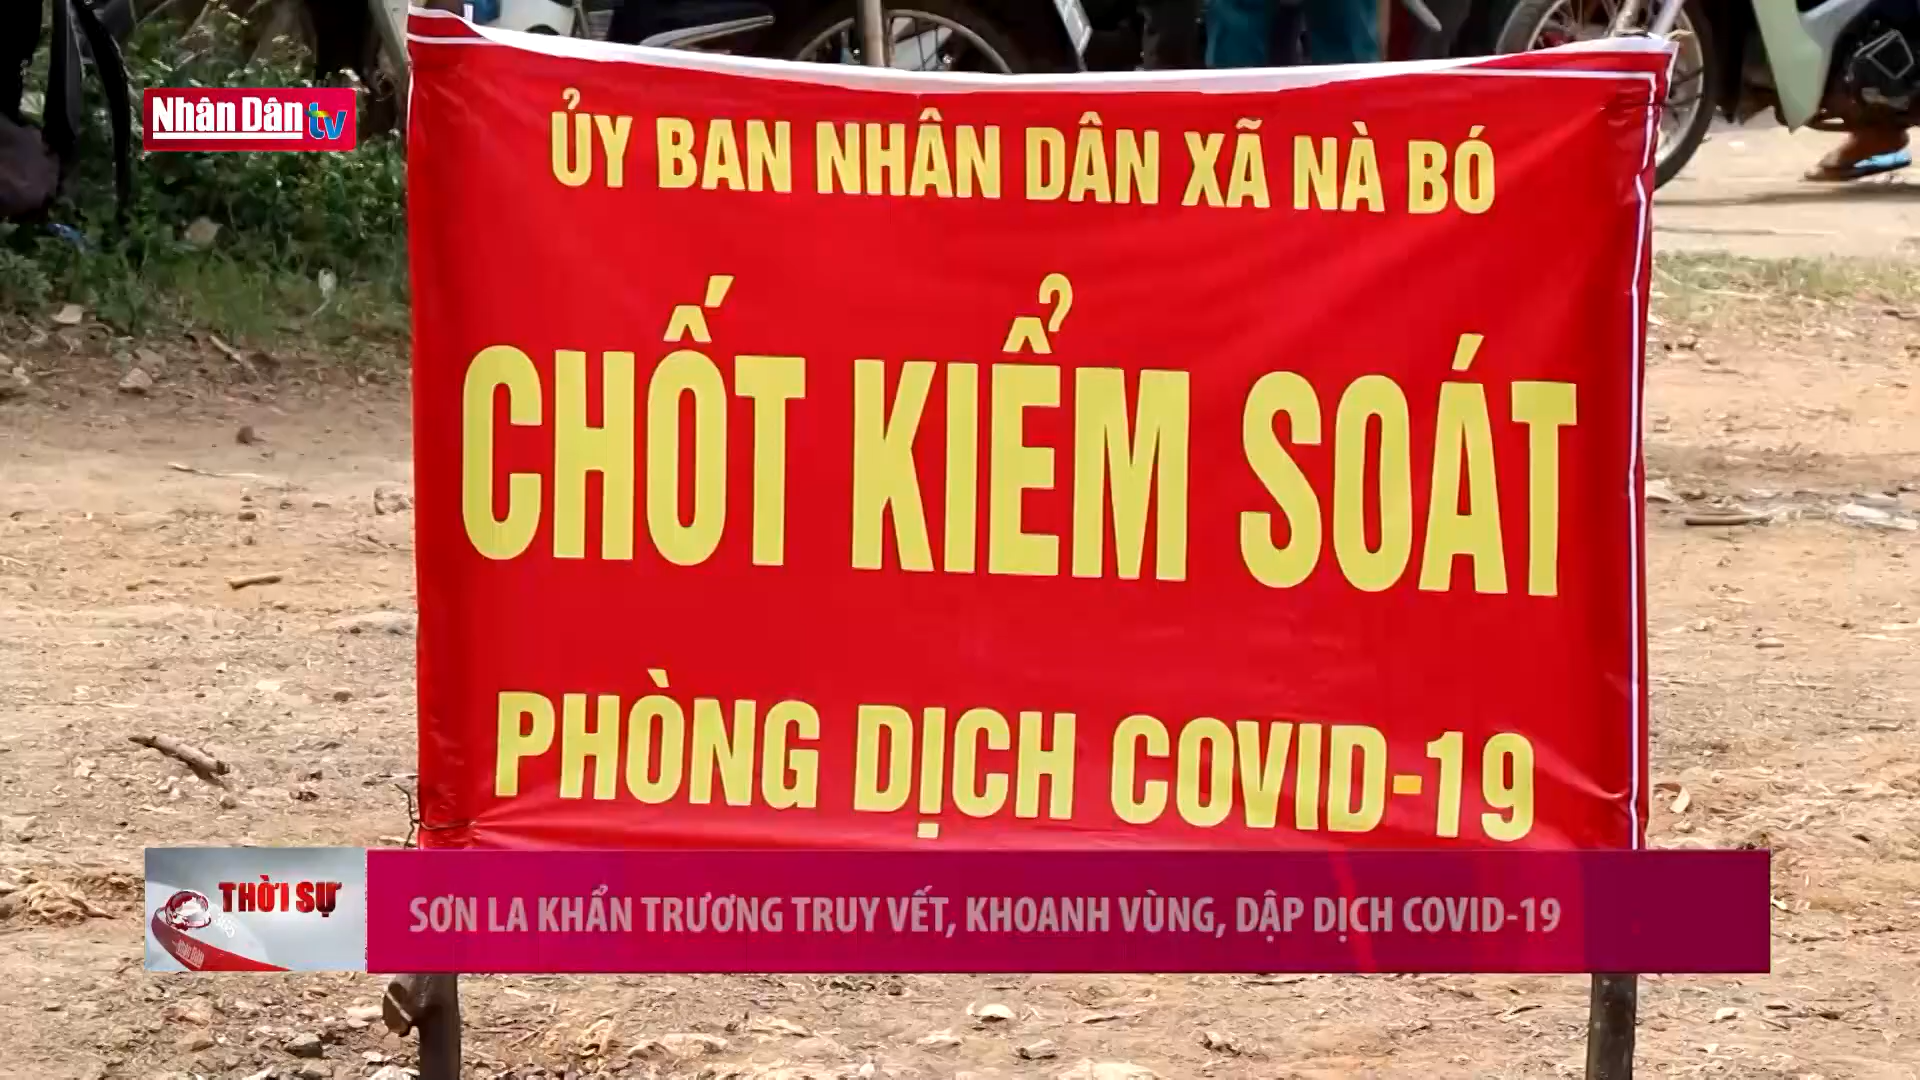 Nhân Dân tv
ỦY BAN NHÂN DÂN XÃ NÀ BÓ
CHỐT KIỂM SOÁT
PHÒNG DỊCH COVID-19
THỜI SỰ
SƠN LA KHẨN TRƯƠNG TRUY VẾT, KHOANH VÙNG, DẬP DỊCH COVID-19